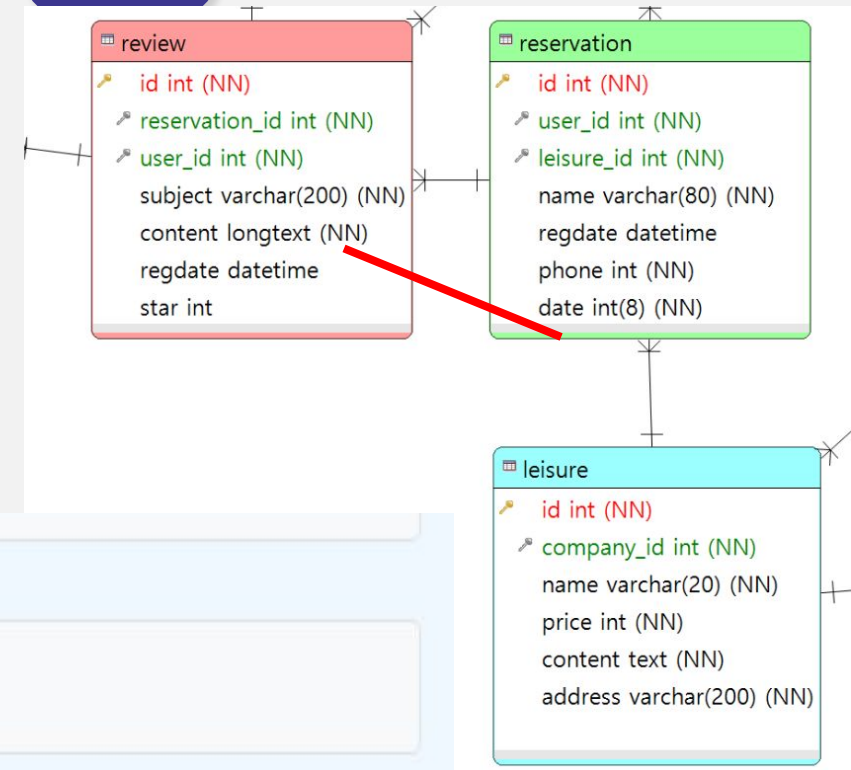 review
id int (NN)
reservation_id int (NN)
user_id int (NN)
subject varchar(200) (NN)
content longtext (NN)
regdate datetime
star int
reservation
id int (NN)
user_id int (NN)
leisure_id int (NN)
name varchar(80) (NN)
regdate datetime
phone int (NN)
date int(8) (NN)
leisure
id int (NN)
company_id int (NN)
name varchar(20) (NN)
price int (NN)
content text (NN)
address varchar(200) (NN)